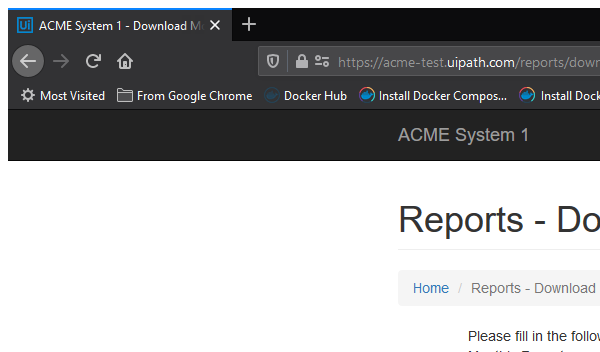 Ui ACME System 1 - Download M
https://acme-test.uipath.com/reports/down
Most Visited From Google Chrome Docker Hub Install Docker Compos... Install Dock
ACME System 1
Reports - Do
Home / Reports - Download
Please fill in the follo